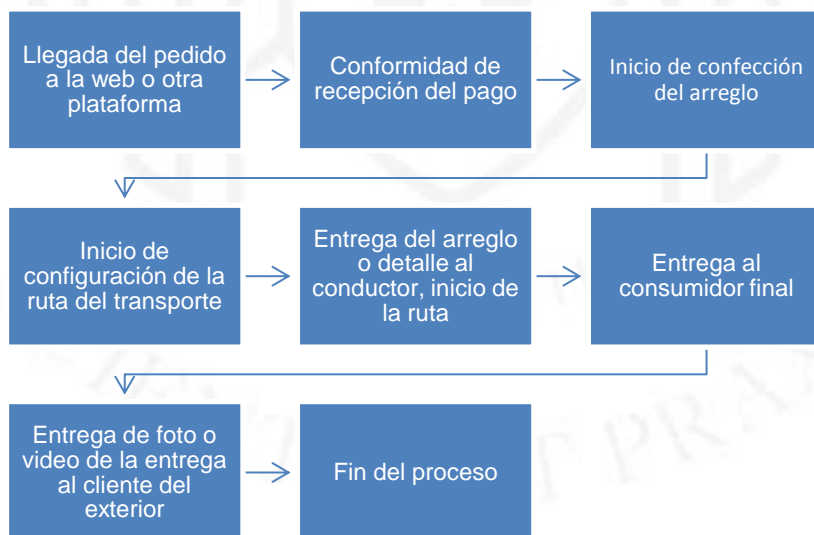 Llegada del pedido
a la web o otra
plataforma
Conformidad de
recepción del pago
Inicio de confección
del arreglo
Inicio de
configuración de la
ruta del transporte
Entrega del arreglo
o detalle al
conductor, inicio de
la ruta
Entrega al
consumidor final
Entrega de foto o
video de la entrega
al cliente del
exterior
Fin del proceso